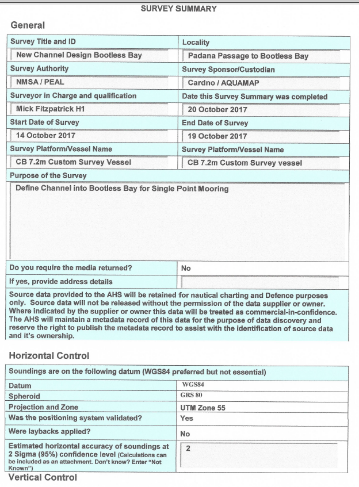 SURVEY SUMMARY
General
Survey Title and ID Locality
New Channel Design Bootless Bay Padana Passage to Bootless Bay
Survey Authority Survey Sponsor/Custodian
NMSA / PEAL Cardno / AQUAMAP
Surveyor in Charge and qualification Date this Survey Summary was completed
Mick Fitzpatrick H1 20 October 2017
Start Date of Survey End Date of Survey
14 October 2017 19 October 2017
Survey Platform/Vessel Name Survey Platform/Vessel Name
CB 7.2m Custom Survey Vessel CB 7.2m Custom Survey vessel
Purpose of the Survey
Define Channel into Bootless Bay for Single Point Mooring
Do you require the media returned? No
If yes, provide address details
Source data provided to the AHS will be retained for nautical charting and Defence purposes
only. Source data will not be released without the permission of the data supplier or owner.
Where indicated by the supplier or owner this data will be treated as commercial-in-confidence.
The AHS will maintain a metadata record of this data for the purpose of data discovery and
reserve the right to publish the metadata record to assist with the identification of source data
and it's ownership.
Horizontal Control
Soundings are on the following datum (WGS84 preferred but not essential)
Datum WGS84
Spheroid GRS 80
Projection and Zone UTM Zone 55
Was the positioning system validated? Yes
Were laybacks applied? No
Estimated horizontal accuracy of soundings at 2
2 Sigma (95%) confidence level (Calculations can
be included as an attachment. Don't know? Enter "Not
Known")
Vertical Control